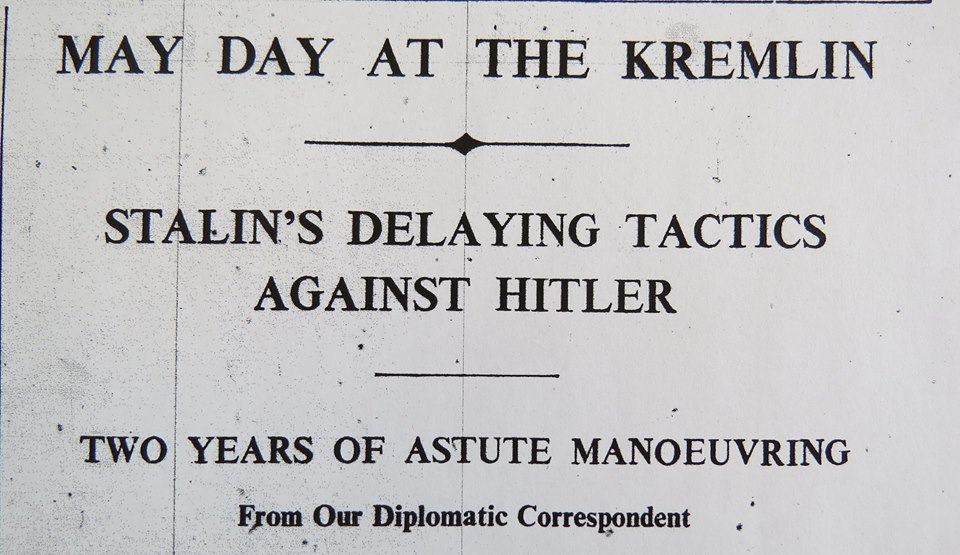 MAY DAY AT THE KREMLIN
STALIN'S DELAYING TACTICS
AGAINST HITLER
TWO YEARS OF ASTUTE MANOEUVRING
From Our Diplomatic Correspondent